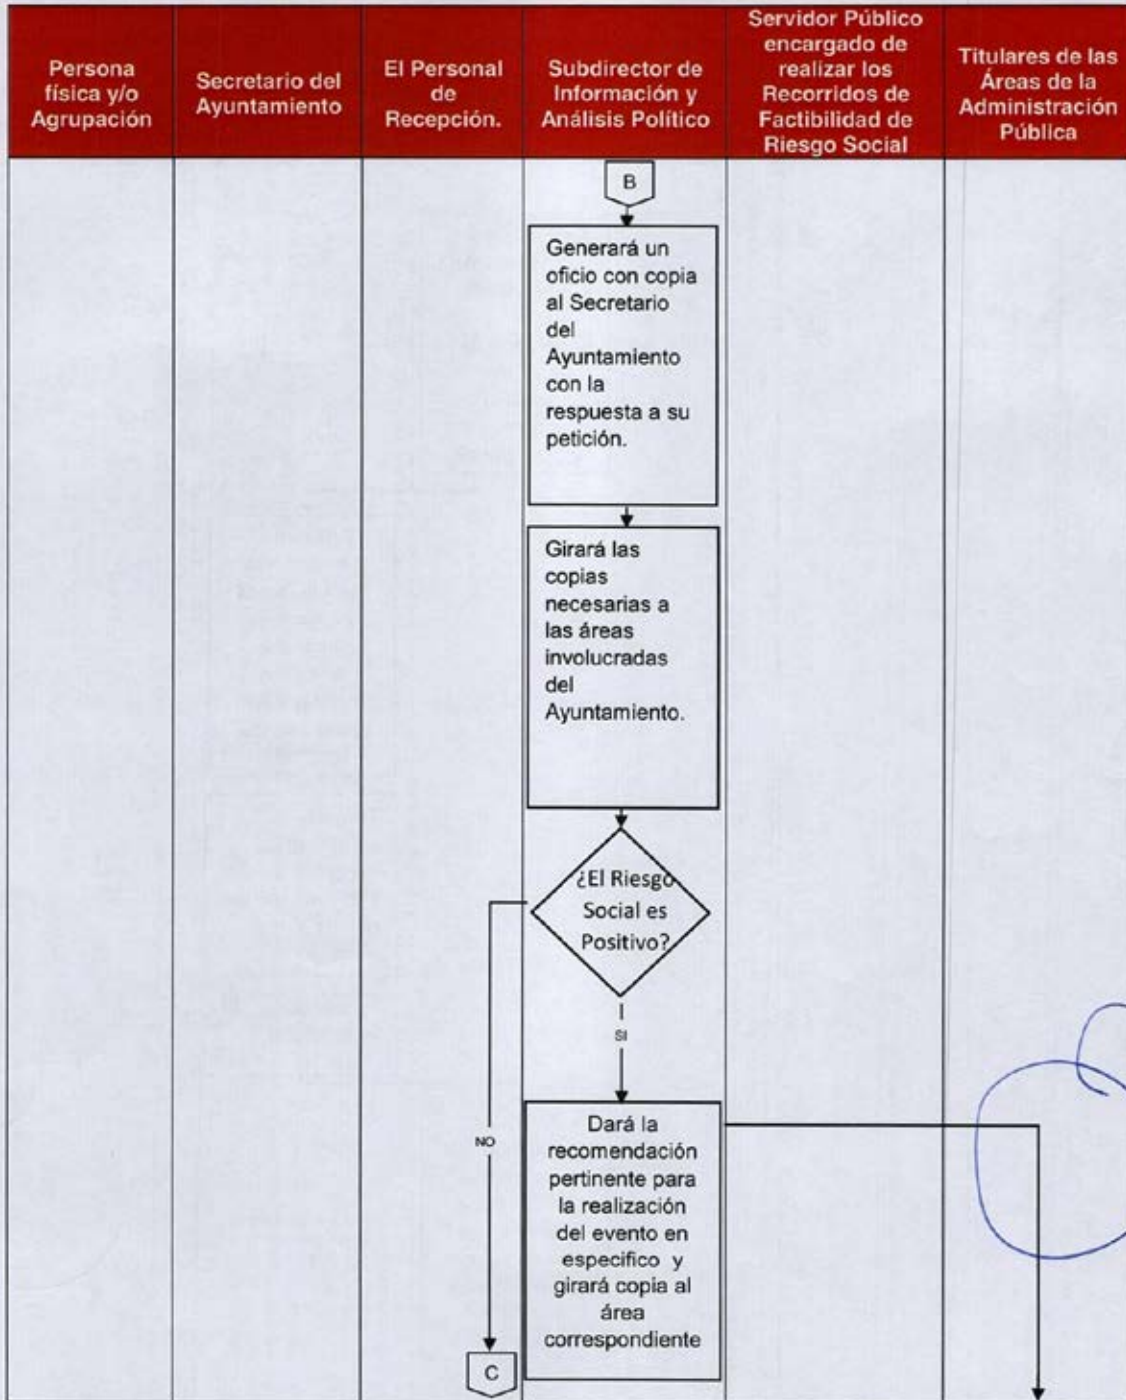 Persona
física y/o
Agrupación
Secretario del
Ayuntamiento
El Personal
de
Recepción.
Subdirector de
Información y
Análisis Político
Servidor Público
encargado de
realizar los
Recorridos de
Factibilidad de
Riesgo Social
Titulares de las
Áreas de la
Administración
Pública
B
Generará un
oficio con copia
al Secretario
del
Ayuntamiento
con la
respuesta a su
petición.
Girará las
copias
necesarias a
las áreas
involucradas
del
Ayuntamiento.
¿El Riesgo
Social es
Positivo?
SI
NO
Dará la
recomendación
pertinente para
la realización
del evento en
especifico y
girará copia al
área
correspondiente
C